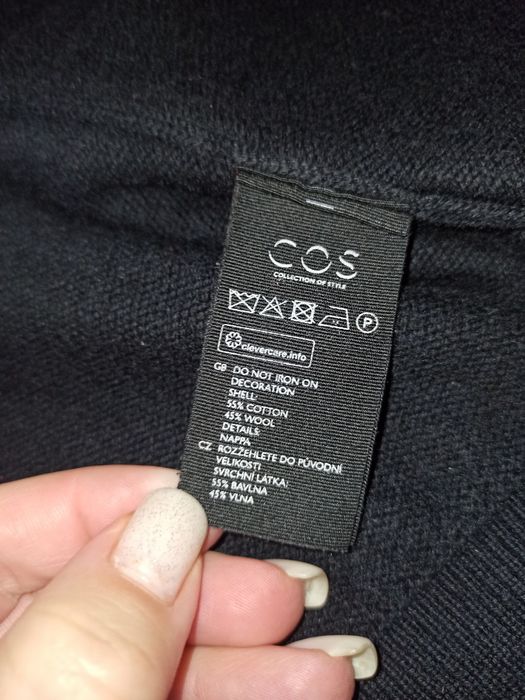 COS
COLLECTION OF STYLE
P
clevercare.info
GB DO NOT IRON ON
DECORATION
SHELL:
55% COTTON
45% WOOL
DETAILS:
NAPPA
CZ ROZŽEHLETE DO PŮVODNÍ
VELIKOSTI
SVRCHNÍ LÁTKA:
55% BAVLNA
45% VLNA